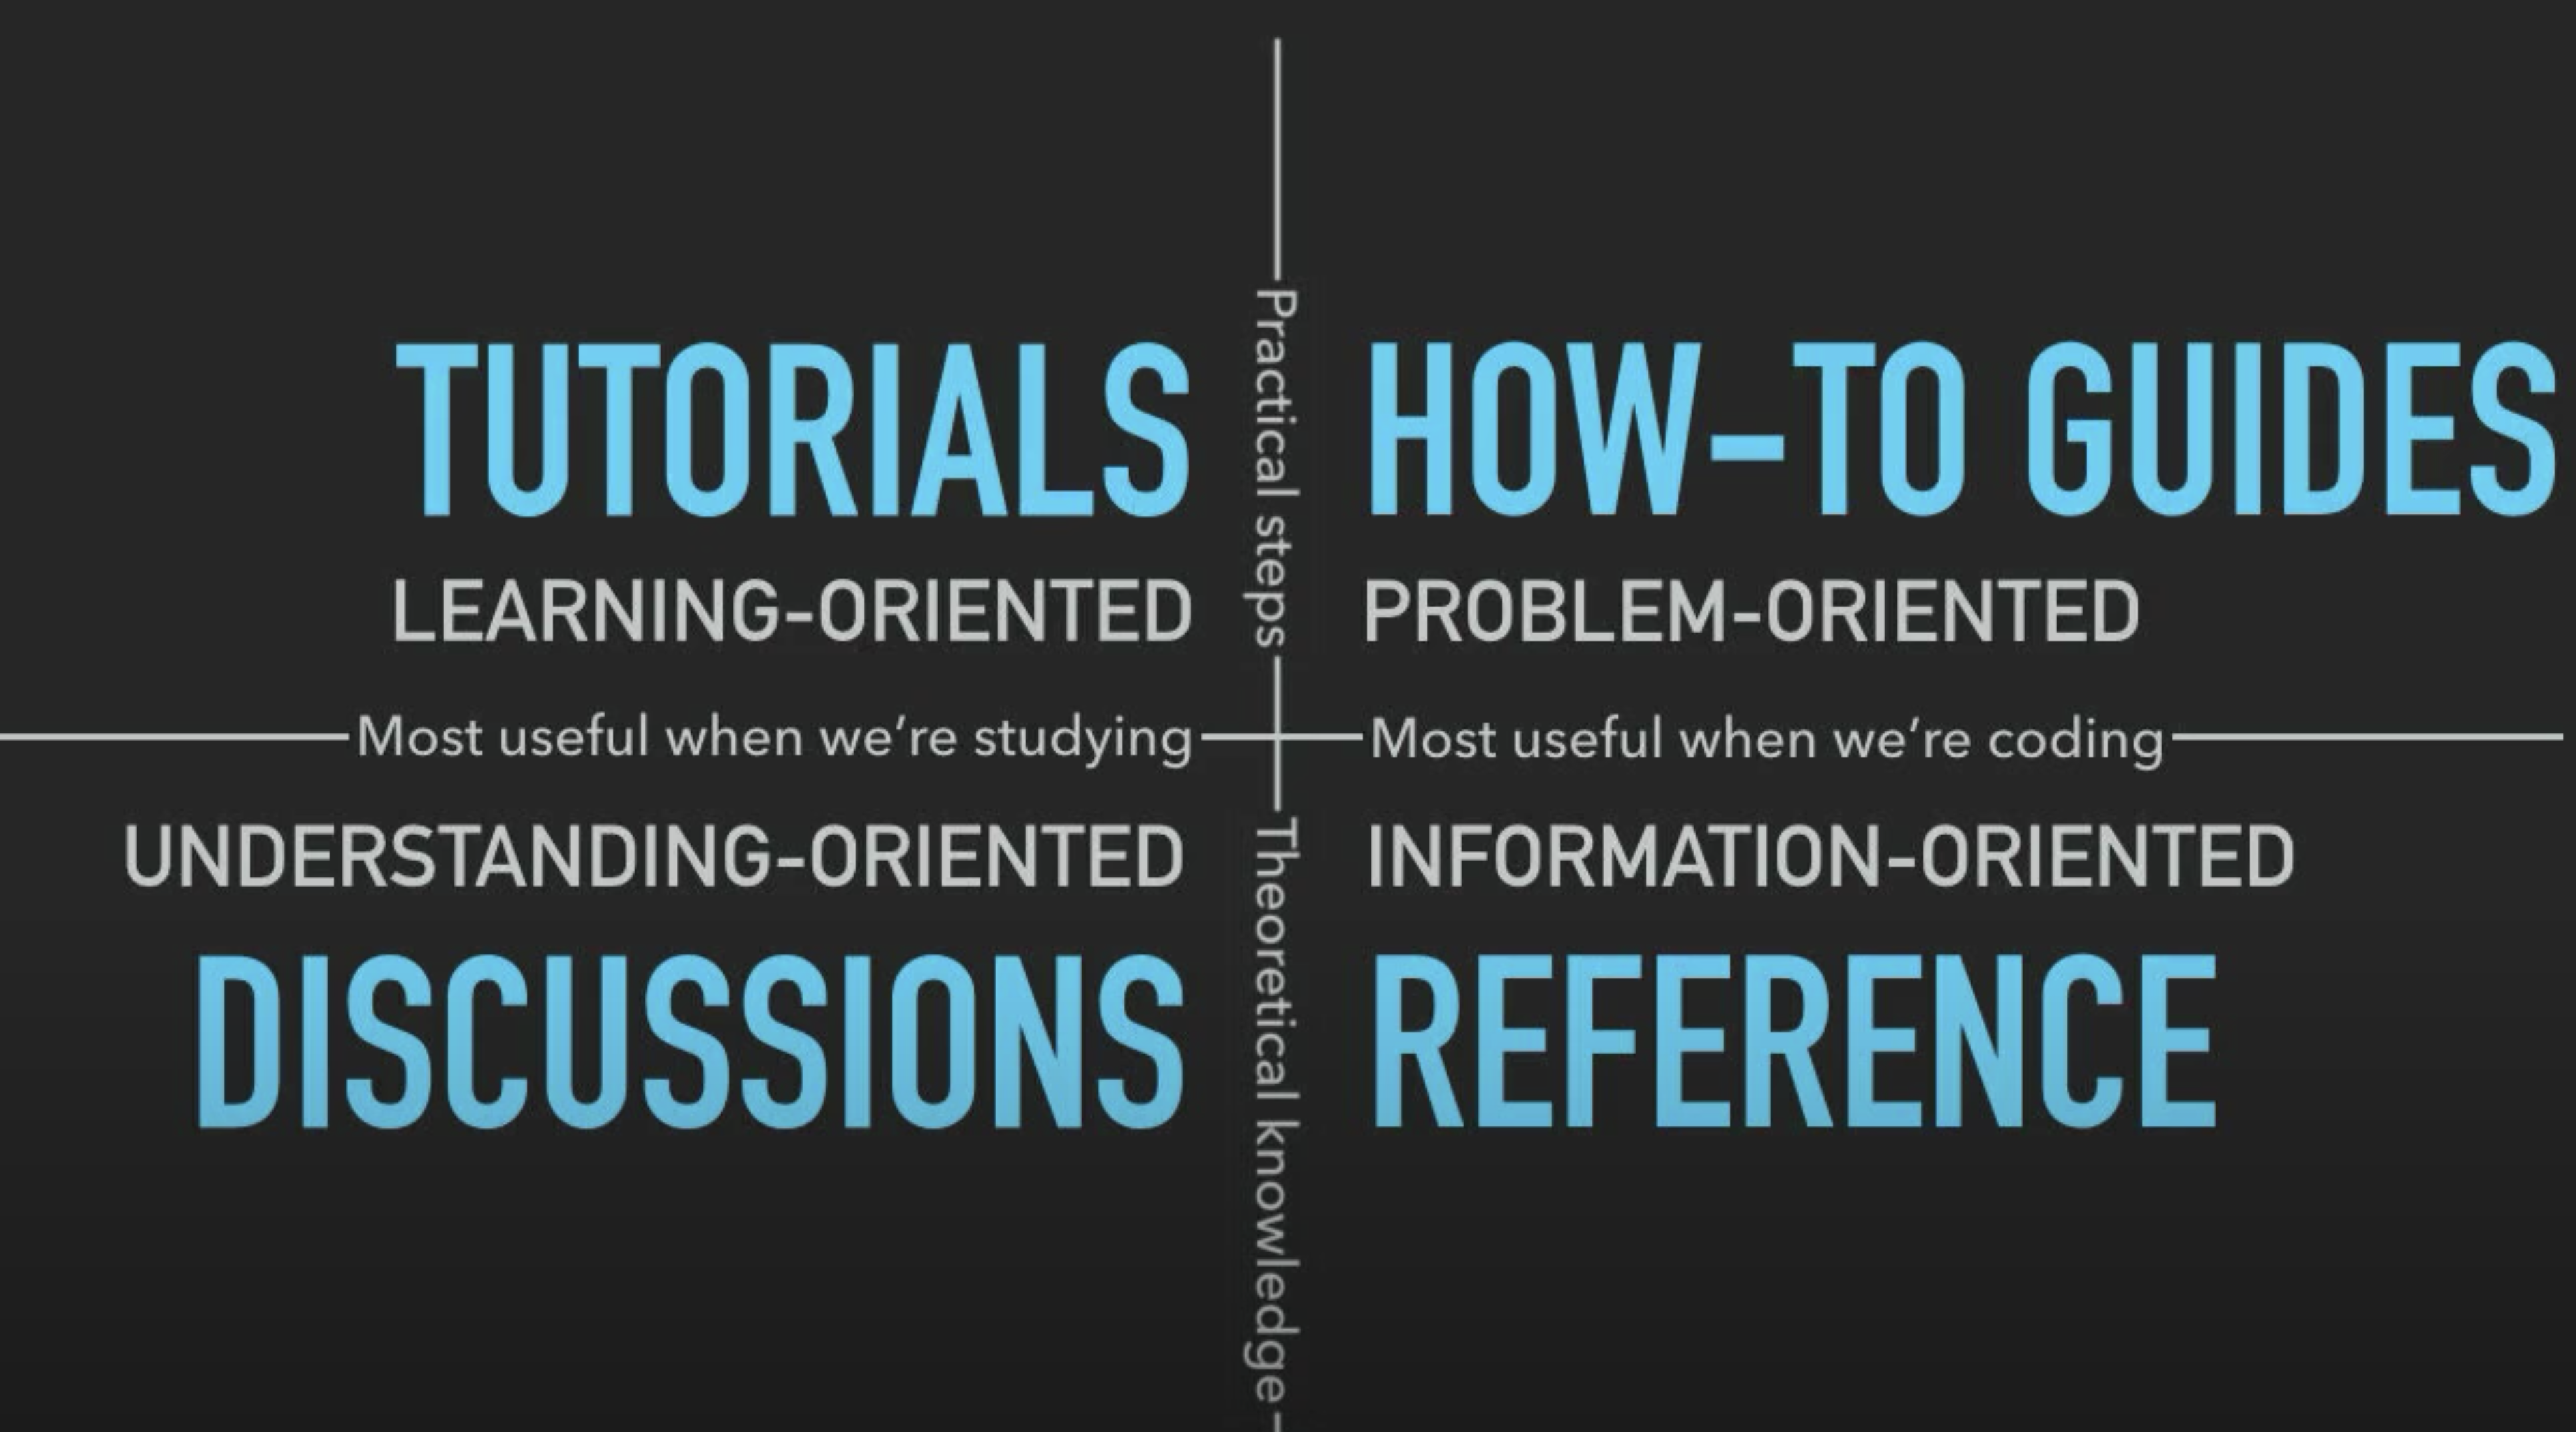 Practical steps
TUTORIALS
HOW-TO GUIDES
LEARNING-ORIENTED
PROBLEM-ORIENTED
Most useful when we're studying
Most useful when we're coding
UNDERSTANDING-ORIENTED
INFORMATION-ORIENTED
DISCUSSIONS
REFERENCE
Theoretical knowledge